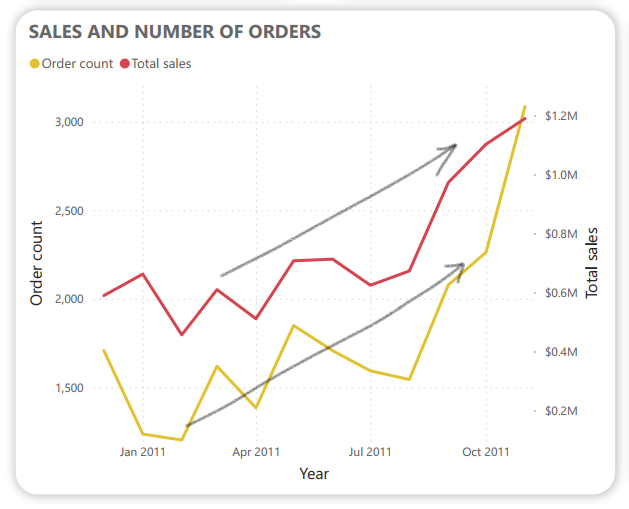 SALES AND NUMBER OF ORDERS
Order count Total sales
3,000
2,500
2,000
1,500
Order count
$1.2M
$1.0M
$0.8M
$0.6M
$0.4M
$0.2M
Total sales
Jan 2011 Apr 2011 Jul 2011 Oct 2011
Year